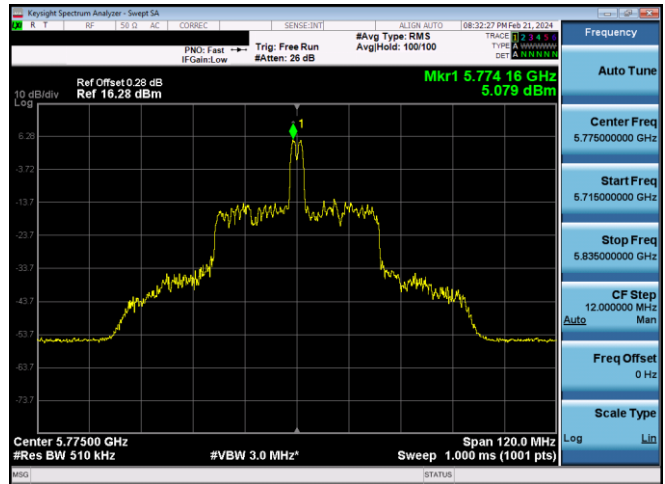 Keysight Spectrum Analyzer - Swept SA
R T RF 50 Ω AC CORREC SENSE:INT ALIGN AUTO 08:32:27 PM Feb 21, 2024
#Avg Type: RMS TRACE 1 2 3 4 5 6
PNO: Fast Trig: Free Run Avg|Hold: 100/100 TYPE A WWWWW
IFGain:Low #Atten: 26 dB DET A N N N N N
Mkr1 5.774 16 GHz
Ref Offset 0.28 dB
10 dB/div Ref 16.28 dBm 5.079 dBm
Log
1
6.28
-3.72
-13.7
-23.7
-33.7
-43.7
-53.7
-63.7
-73.7
Center 5.77500 GHz Span 120.0 MHz
#Res BW 510 kHz #VBW 3.0 MHz* Sweep 1.000 ms (1001 pts)
MSG STATUS
Frequency
Auto Tune
Center Freq
5.775000000 GHz
Start Freq
5.715000000 GHz
Stop Freq
5.835000000 GHz
CF Step
12.000000 MHz
Auto Man
Freq Offset
0 Hz
Scale Type
Log Lin